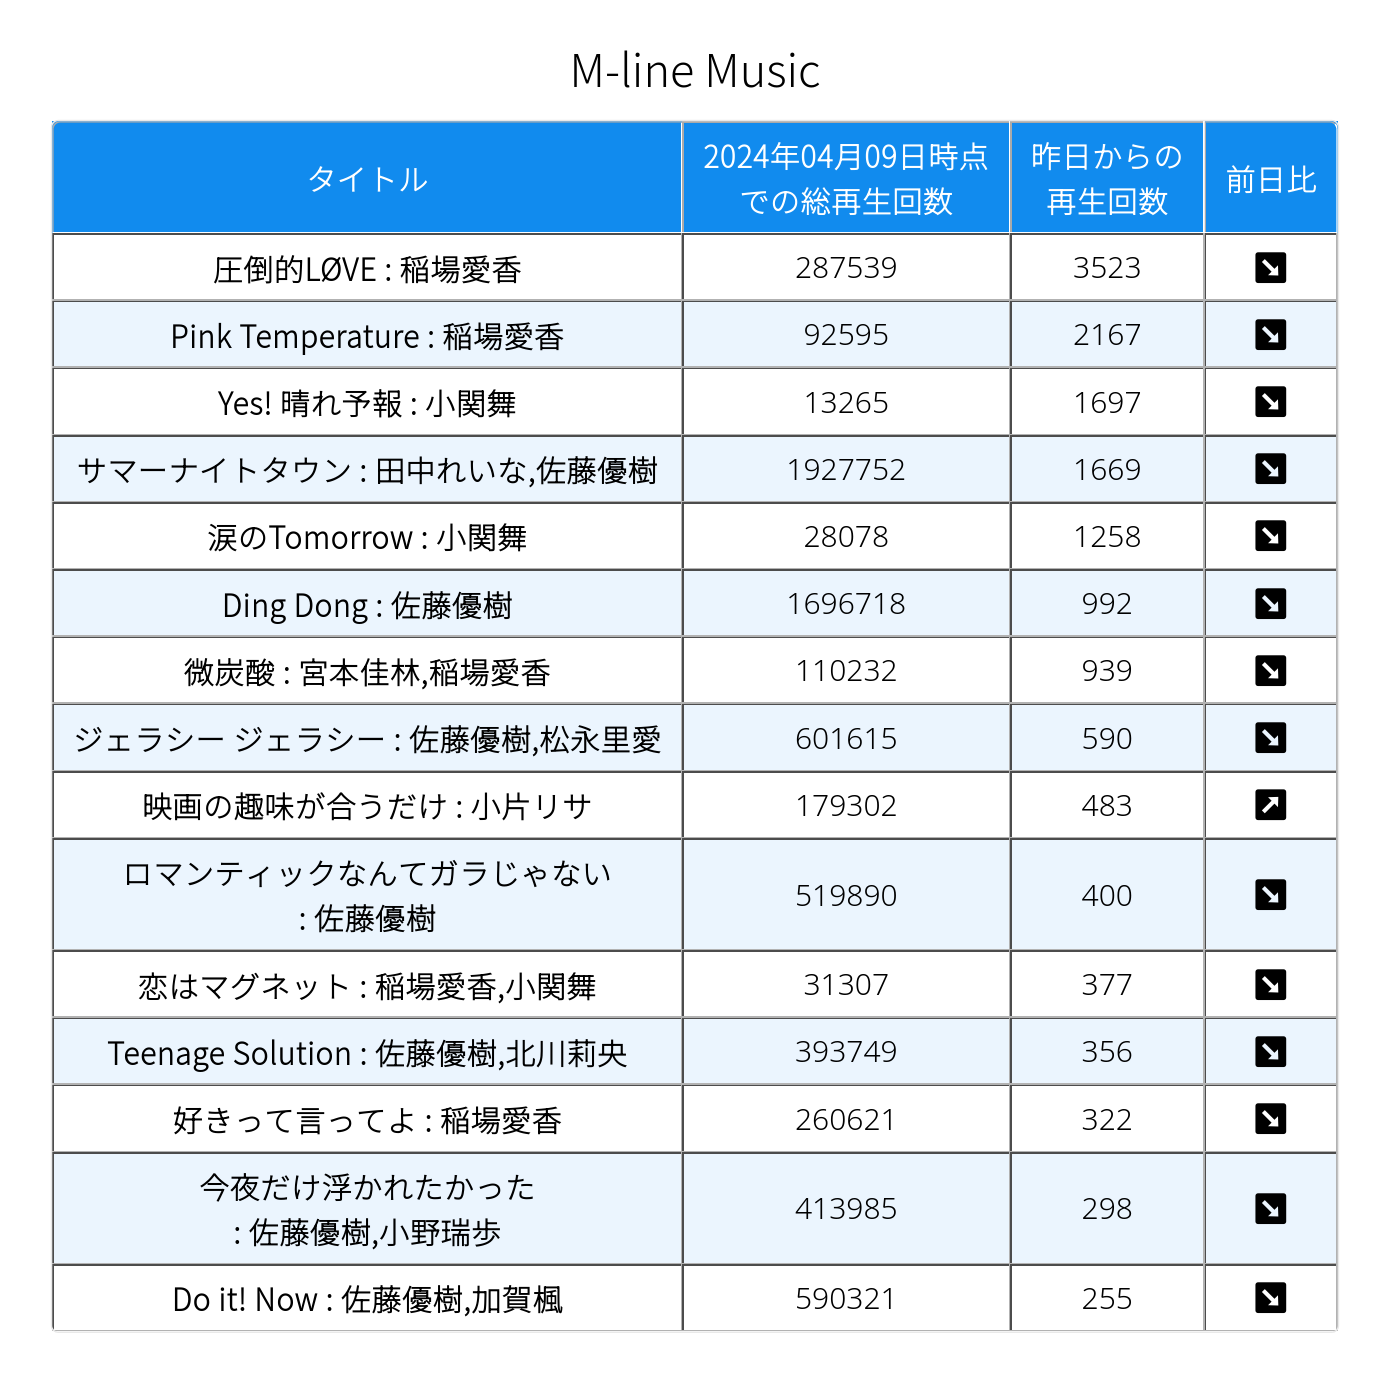 M-line Music
タイトル
2024年04月09日時点
での総再生回数
昨日からの
再生回数
前日比
圧倒的LØVE : 稲場愛香 287539 3523
Pink Temperature : 稲場愛香 92595 2167
Yes! 晴れ予報 : 小関舞 13265 1697
サマーナイトタウン : 田中れいな,佐藤優樹 1927752 1669
涙のTomorrow : 小関舞 28078 1258
Ding Dong : 佐藤優樹 1696718 992
微炭酸 : 宮本佳林,稲場愛香 110232 939
ジェラシー ジェラシー : 佐藤優樹,松永里愛 601615 590
映画の趣味が合うだけ : 小片リサ 179302 483
ロマンティックなんてガラじゃない
: 佐藤優樹 519890 400
恋はマグネット : 稲場愛香,小関舞 31307 377
Teenage Solution : 佐藤優樹,北川莉央 393749 356
好きって言ってよ : 稲場愛香 260621 322
今夜だけ浮かれたかった
: 佐藤優樹,小野瑞歩 413985 298
Do it! Now : 佐藤優樹,加賀楓 590321 255